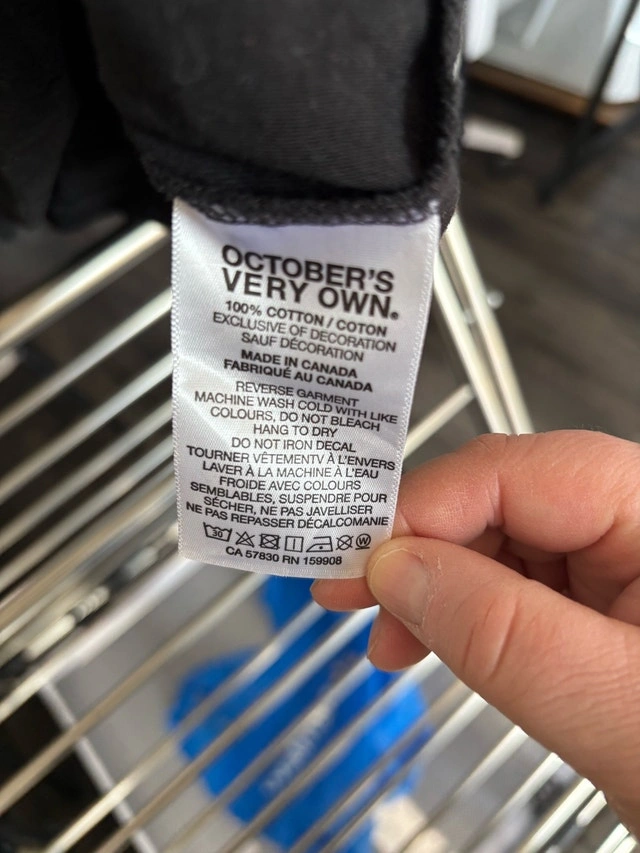 OCTOBER'S
VERY OWN®
100% COTTON / COTON
EXCLUSIVE OF DECORATION
SAUF DÉCORATION
MADE IN CANADA
FABRIQUÉ AU CANADA
REVERSE GARMENT
MACHINE WASH COLD WITH LIKE
COLOURS, DO NOT BLEACH
HANG TO DRY
DO NOT IRON DECAL
TOURNER VÊTEMENTV À L'ENVERS
LAVER À LA MACHINE À L'EAU
FROIDE AVEC COLOURS
SEMBLABLES, SUSPENDRE POUR
SÉCHER, NE PAS JAVELLISER
NE PAS REPASSER DÉCALCOMANIE
30 W
CA 57830 RN 159908